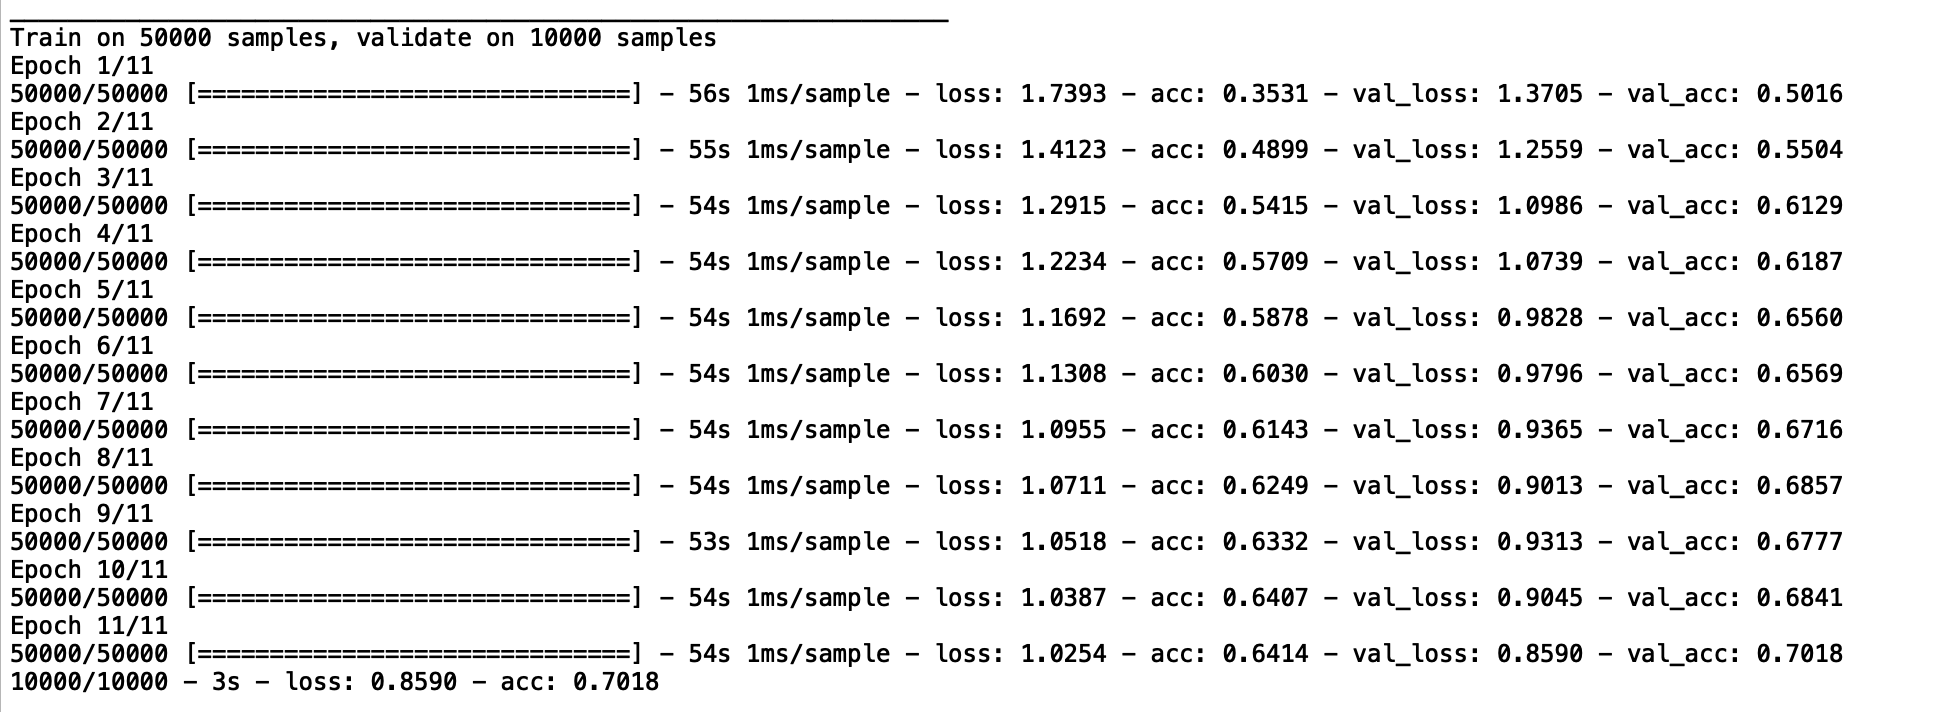 Train on 50000 samples, validate on 10000 samples
Epoch 1/11
50000/50000 [==============================] - 56s 1ms/sample - loss: 1.7393 - acc: 0.3531 - val_loss: 1.3705 - val_acc: 0.5016
Epoch 2/11
50000/50000 [==============================] - 55s 1ms/sample - loss: 1.4123 - acc: 0.4899 - val_loss: 1.2559 - val_acc: 0.5504
Epoch 3/11
50000/50000 [==============================] - 54s 1ms/sample - loss: 1.2915 - acc: 0.5415 - val_loss: 1.0986 - val_acc: 0.6129
Epoch 4/11
50000/50000 [==============================] - 54s 1ms/sample - loss: 1.2234 - acc: 0.5709 - val_loss: 1.0739 - val_acc: 0.6187
Epoch 5/11
50000/50000 [==============================] - 54s 1ms/sample - loss: 1.1692 - acc: 0.5878 - val_loss: 0.9828 - val_acc: 0.6560
Epoch 6/11
50000/50000 [==============================] - 54s 1ms/sample - loss: 1.1308 - acc: 0.6030 - val_loss: 0.9796 - val_acc: 0.6569
Epoch 7/11
50000/50000 [==============================] - 54s 1ms/sample - loss: 1.0955 - acc: 0.6143 - val_loss: 0.9365 - val_acc: 0.6716
Epoch 8/11
50000/50000 [==============================] - 54s 1ms/sample - loss: 1.0711 - acc: 0.6249 - val_loss: 0.9013 - val_acc: 0.6857
Epoch 9/11
50000/50000 [==============================] - 53s 1ms/sample - loss: 1.0518 - acc: 0.6332 - val_loss: 0.9313 - val_acc: 0.6777
Epoch 10/11
50000/50000 [==============================] - 54s 1ms/sample - loss: 1.0387 - acc: 0.6407 - val_loss: 0.9045 - val_acc: 0.6841
Epoch 11/11
50000/50000 [==============================] - 54s 1ms/sample - loss: 1.0254 - acc: 0.6414 - val_loss: 0.8590 - val_acc: 0.7018
10000/10000 - 3s - loss: 0.8590 - acc: 0.7018